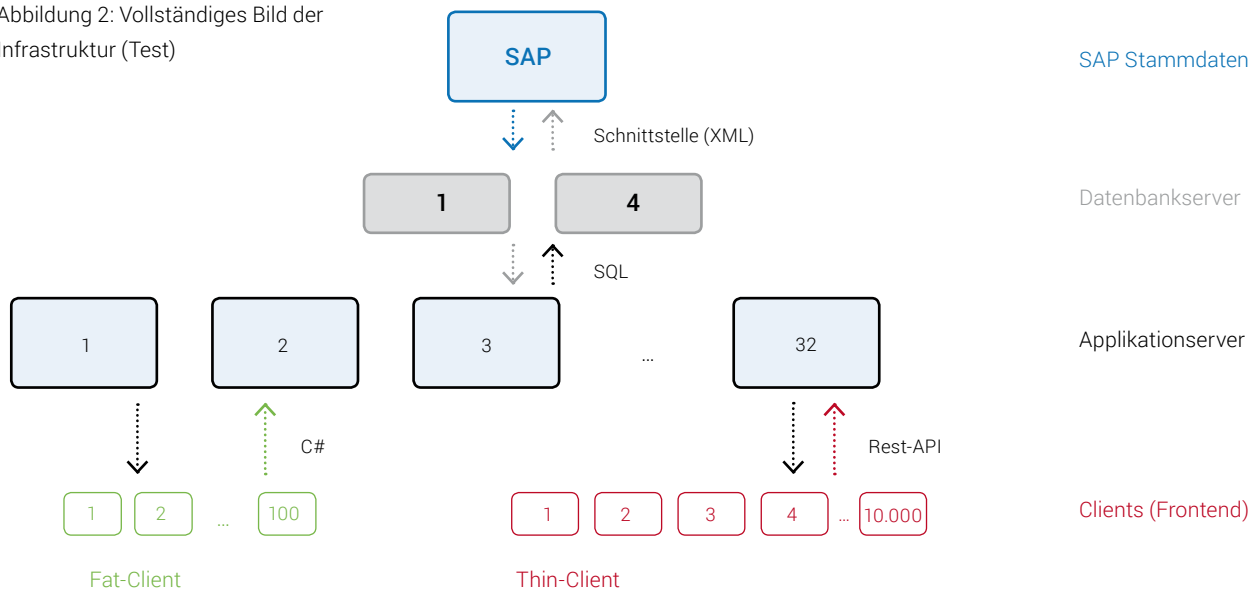 Abbildung 2: Vollständiges Bild der
Infrastruktur (Test)
SAP
SAP Stammdaten
Schnittstelle (XML)
1 4
Datenbankserver
SQL
1 2 3 ... 32
Applikationserver
C#
Rest-API
1 2 ... 100
1 2 3 4 ... 10.000
Clients (Frontend)
Fat-Client
Thin-Client